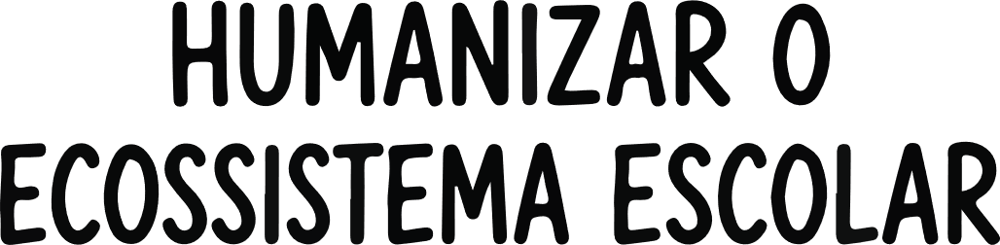 HUMANIZAR O
ECOSSISTEMA ESCOLAR